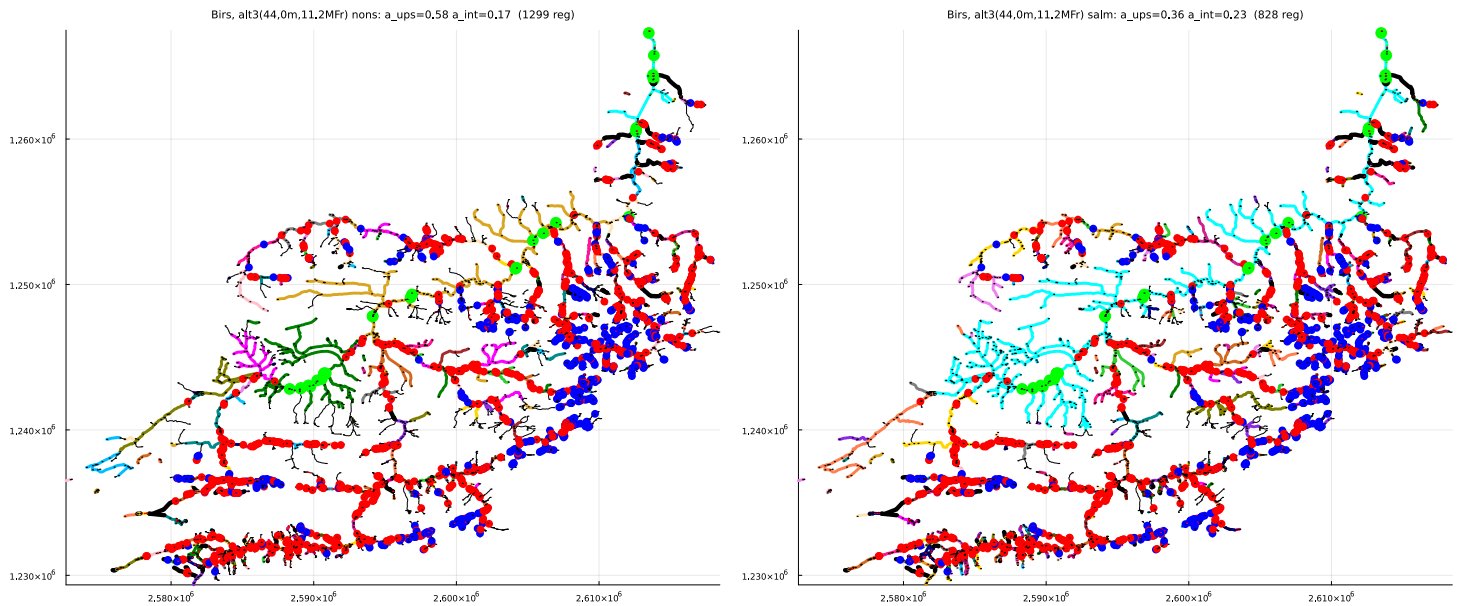 Birs, alt3(44,0m,11.2MFr) nons: a_ups=0.58 a_int=0.17 (1299 reg)
1,260×10⁶
1,250×10⁶
1,240×10⁶
1,230×10⁶
2,580×10⁶ 2,590×10⁶ 2,600×10⁶ 2,610×10⁶
Birs, alt3(44,0m,11.2MFr) salm: a_ups=0.36 a_int=0.23 (828 reg)
1,260×10⁶
1,250×10⁶
1,240×10⁶
1,230×10⁶
2,580×10⁶ 2,590×10⁶ 2,600×10⁶ 2,610×10⁶